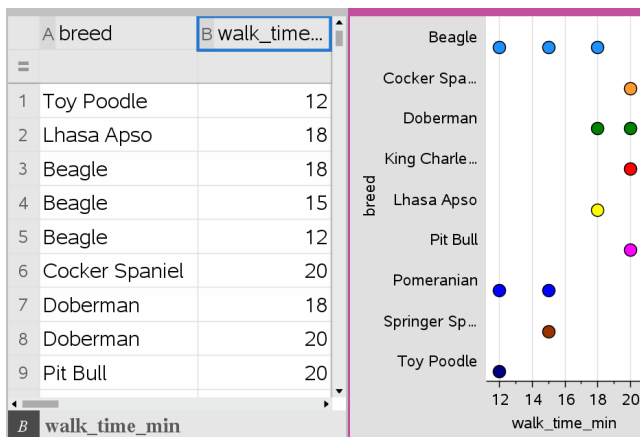 A breed B walk_time...
=
1 Toy Poodle 12
2 Lhasa Apso 18
3 Beagle 18
4 Beagle 15
5 Beagle 12
6 Cocker Spaniel 20
7 Doberman 18
8 Doberman 20
9 Pit Bull 20
B walk_time_min
breed
Beagle
Cocker Spa...
Doberman
King Charle...
Lhasa Apso
Pit Bull
Pomeranian
Springer Sp...
Toy Poodle
12 14 16 18 20
walk_time_min